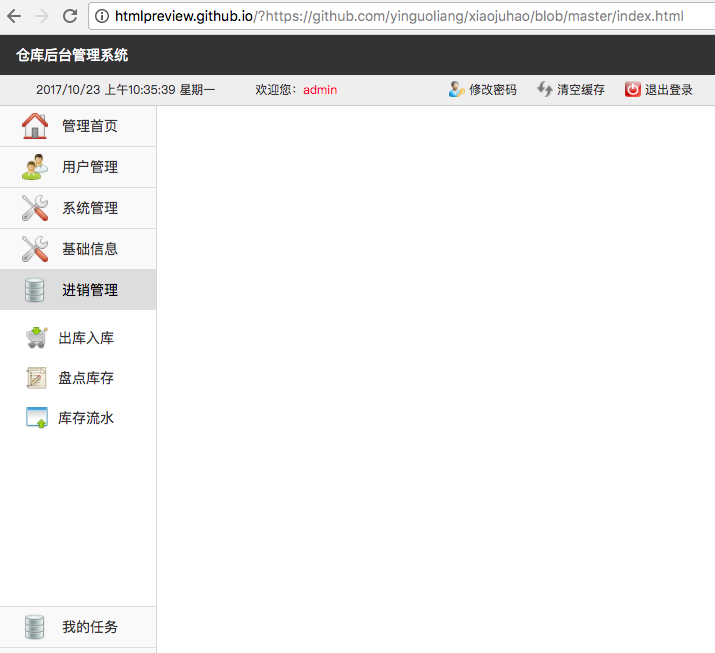 htmlpreview.github.io/?https://github.com/yinguoliang/xiaojuhao/blob/master/index.html
仓库后台管理系统
2017/10/23 上午10:35:39 星期一 欢迎您：admin 修改密码 清空缓存 退出登录
管理首页
用户管理
系统管理
基础信息
进销管理
出库入库
盘点库存
库存流水
我的任务